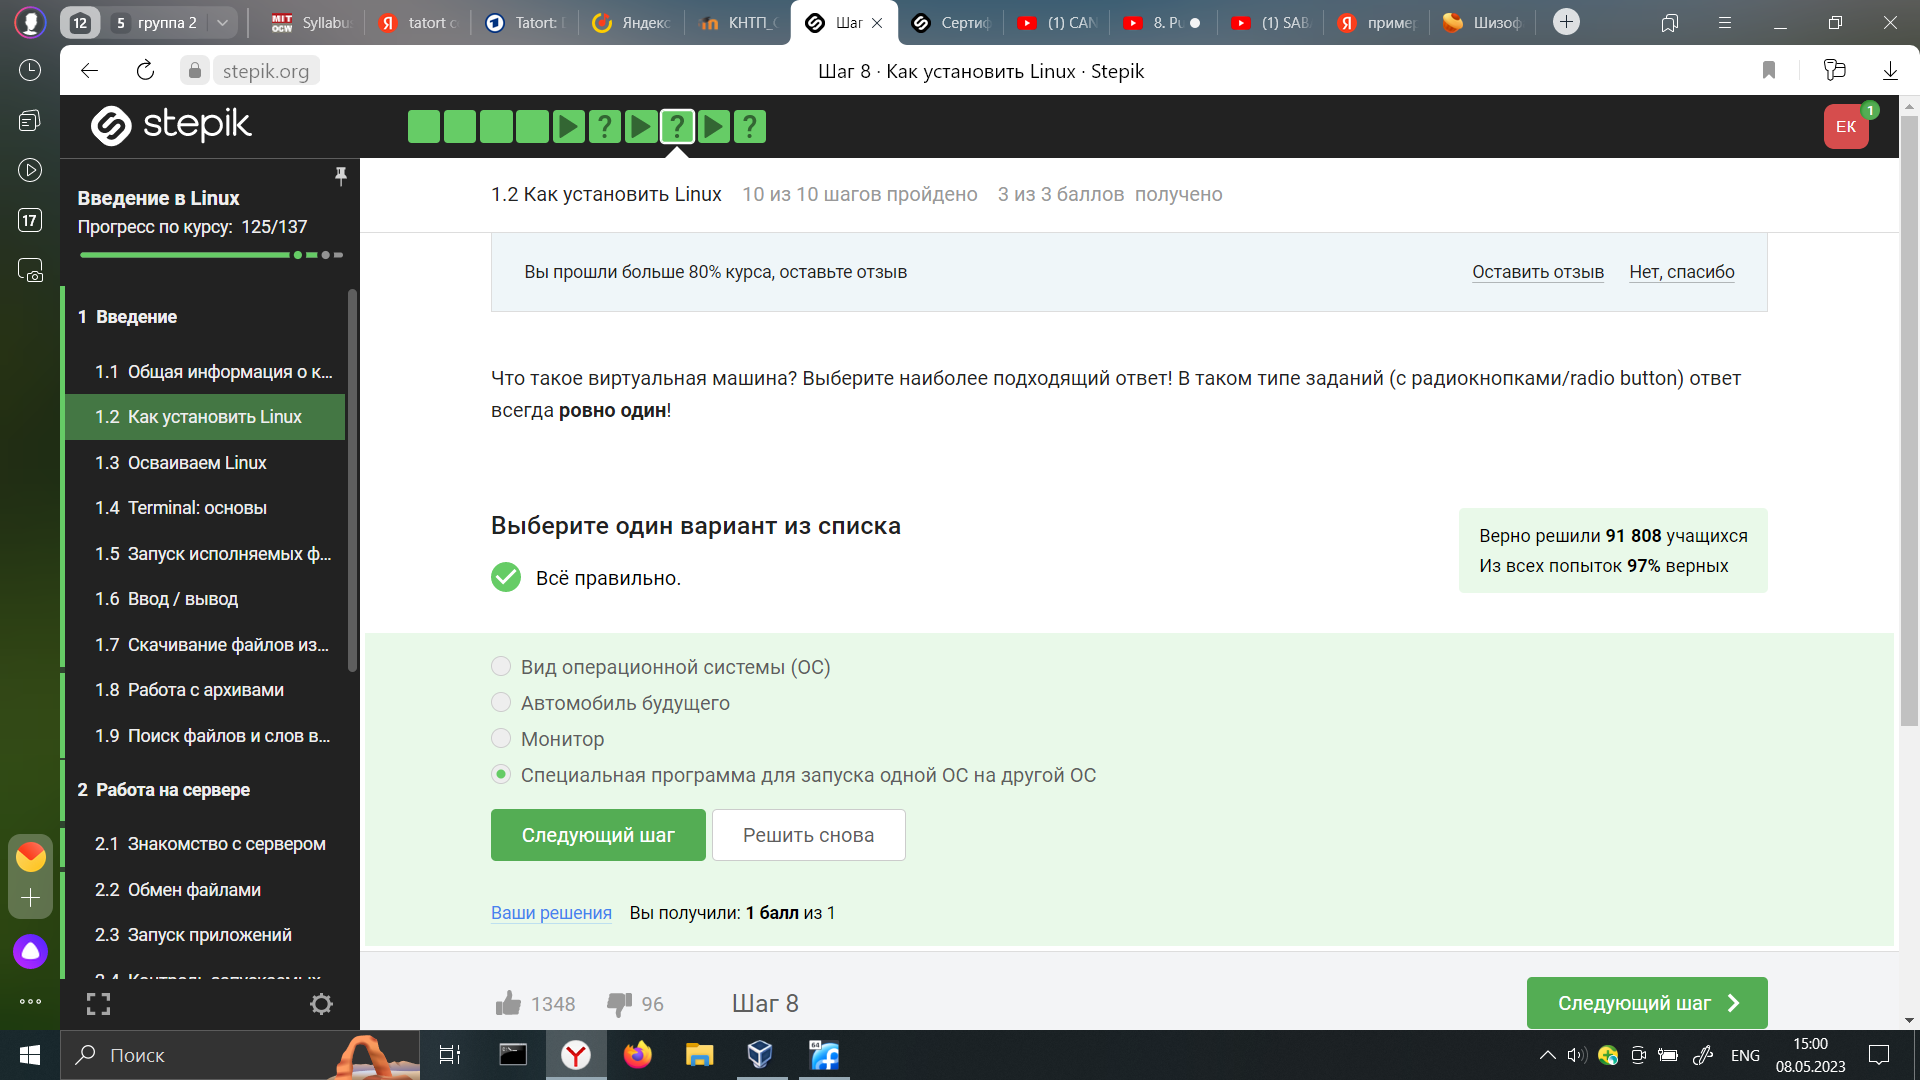 12
5 группа 2
MIT OCW Syllabu
tatort c
Tatort:
Яндекс
КНТП_
Шаг
Сертиф
(1) CAN
8. Pu
(1) SAB
пример
Шизоф
stepik.org
Шаг 8 · Как установить Linux · Stepik
17
stepik
? ? ?
ЕК
1
Введение в Linux
Прогресс по курсу: 125/137
1.2 Как установить Linux 10 из 10 шагов пройдено 3 из 3 баллов получено
Вы прошли больше 80% курса, оставьте отзыв
Оставить отзыв Нет, спасибо
1 Введение
1.1 Общая информация о к...
1.2 Как установить Linux
1.3 Осваиваем Linux
1.4 Terminal: основы
1.5 Запуск исполняемых ф...
1.6 Ввод / вывод
1.7 Скачивание файлов из...
1.8 Работа с архивами
1.9 Поиск файлов и слов в...
2 Работа на сервере
2.1 Знакомство с сервером
2.2 Обмен файлами
2.3 Запуск приложений
Что такое виртуальная машина? Выберите наиболее подходящий ответ! В таком типе заданий (с радиокнопками/radio button) ответ
всегда ровно один!
Выберите один вариант из списка
Всё правильно.
Верно решили 91 808 учащихся
Из всех попыток 97% верных
Вид операционной системы (ОС)
Автомобиль будущего
Монитор
Специальная программа для запуска одной ОС на другой ОС
Следующий шаг
Решить снова
Ваши решения Вы получили: 1 балл из 1
1348 96 Шаг 8
Следующий шаг
Поиск
64
ENG
15:00
08.05.2023